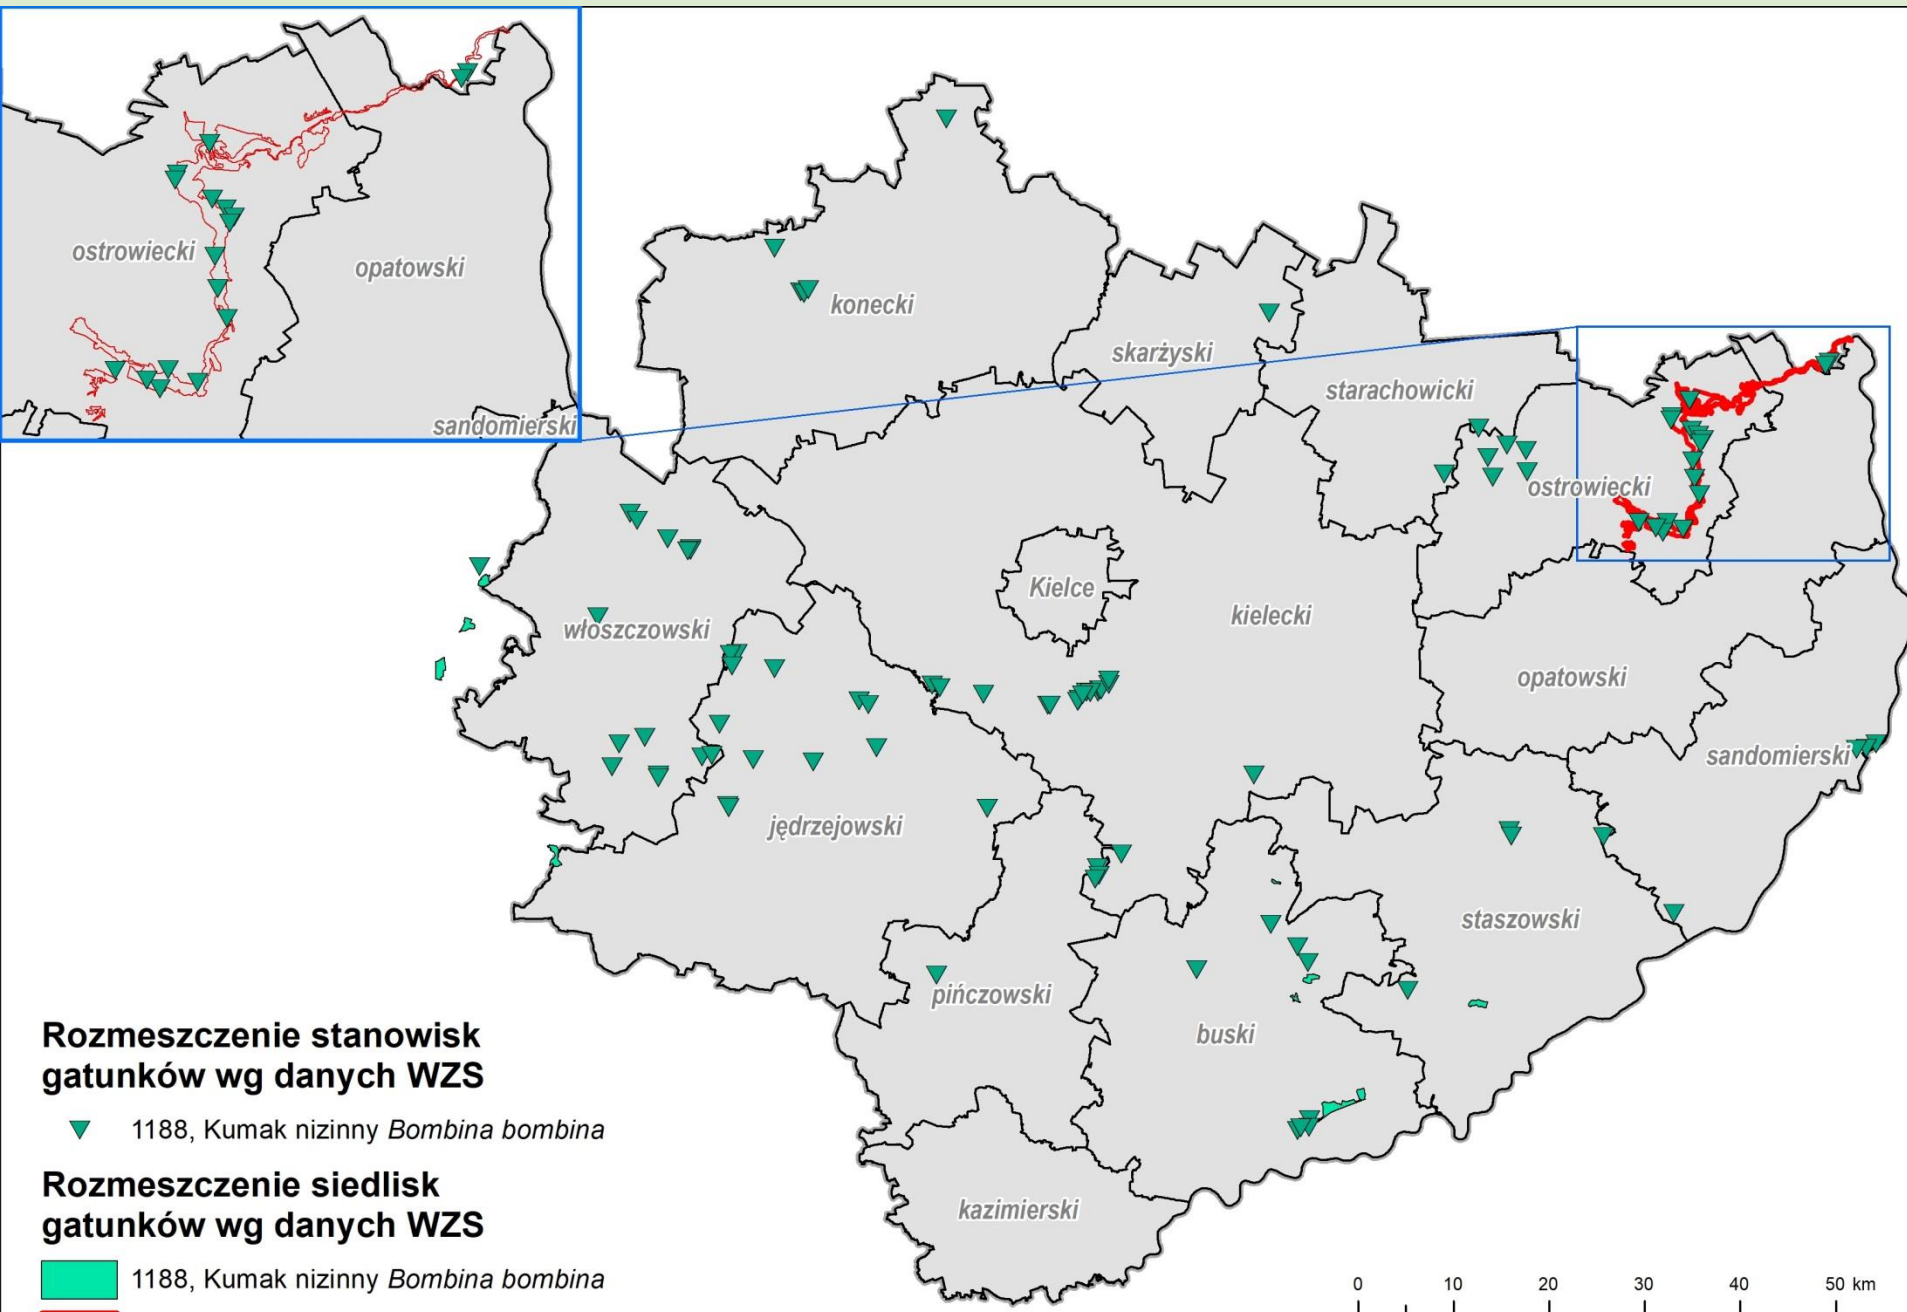 ostrowiecki
opatowski
sandomierski
konecki
skarżyski
starachowicki
ostrowiecki
Kielce
kielecki
włoszczowski
opatowski
sandomierski
jędrzejowski
staszowski
pińczowski
buski
kazimierski
Rozmeszczenie stanowisk
gatunków wg danych WZS
1188, Kumak nizinny Bombina bombina
Rozmeszczenie siedlisk
gatunków wg danych WZS
1188, Kumak nizinny Bombina bombina
0 10 20 30 40 50 km